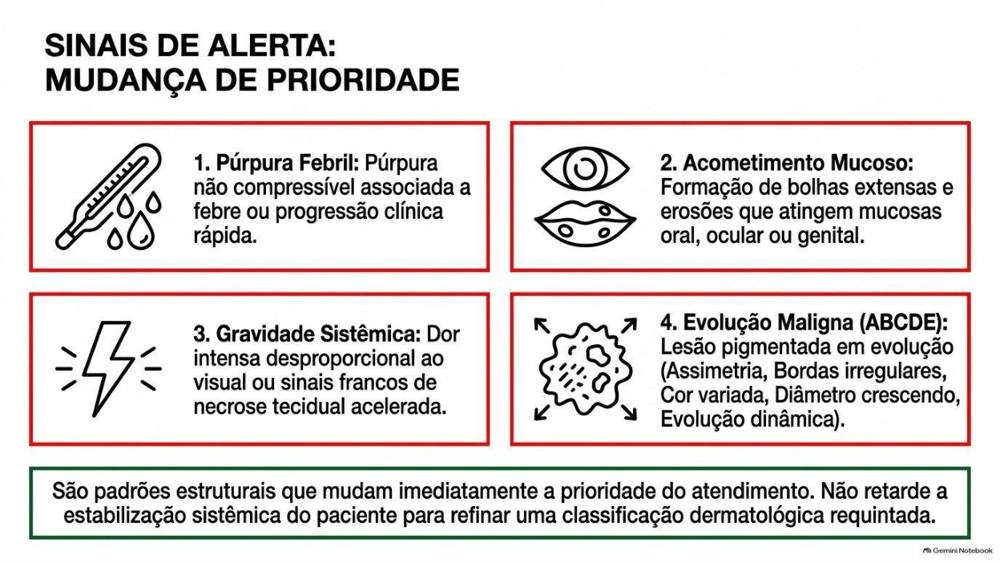 SINAIS DE ALERTA:
MUDANÇA DE PRIORIDADE
1. Púrpura Febril: Púrpura
não compressível associada a
febre ou progressão clínica
rápida.
2. Acometimento Mucoso:
Formação de bolhas extensas e
erosões que atingem mucosas
oral, ocular ou genital.
3. Gravidade Sistêmica: Dor
intensa desproporcional ao
visual ou sinais francos de
necrose tecidual acelerada.
4. Evolução Maligna (ABCDE):
Lesão pigmentada em evolução
(Assimetria, Bordas irregulares,
Cor variada, Diâmetro crescendo,
Evolução dinâmica).
São padrões estruturais que mudam imediatamente a prioridade do atendimento. Não retarde a
estabilização sistêmica do paciente para refinar uma classificação dermatológica requintada.
Gemini Notebook